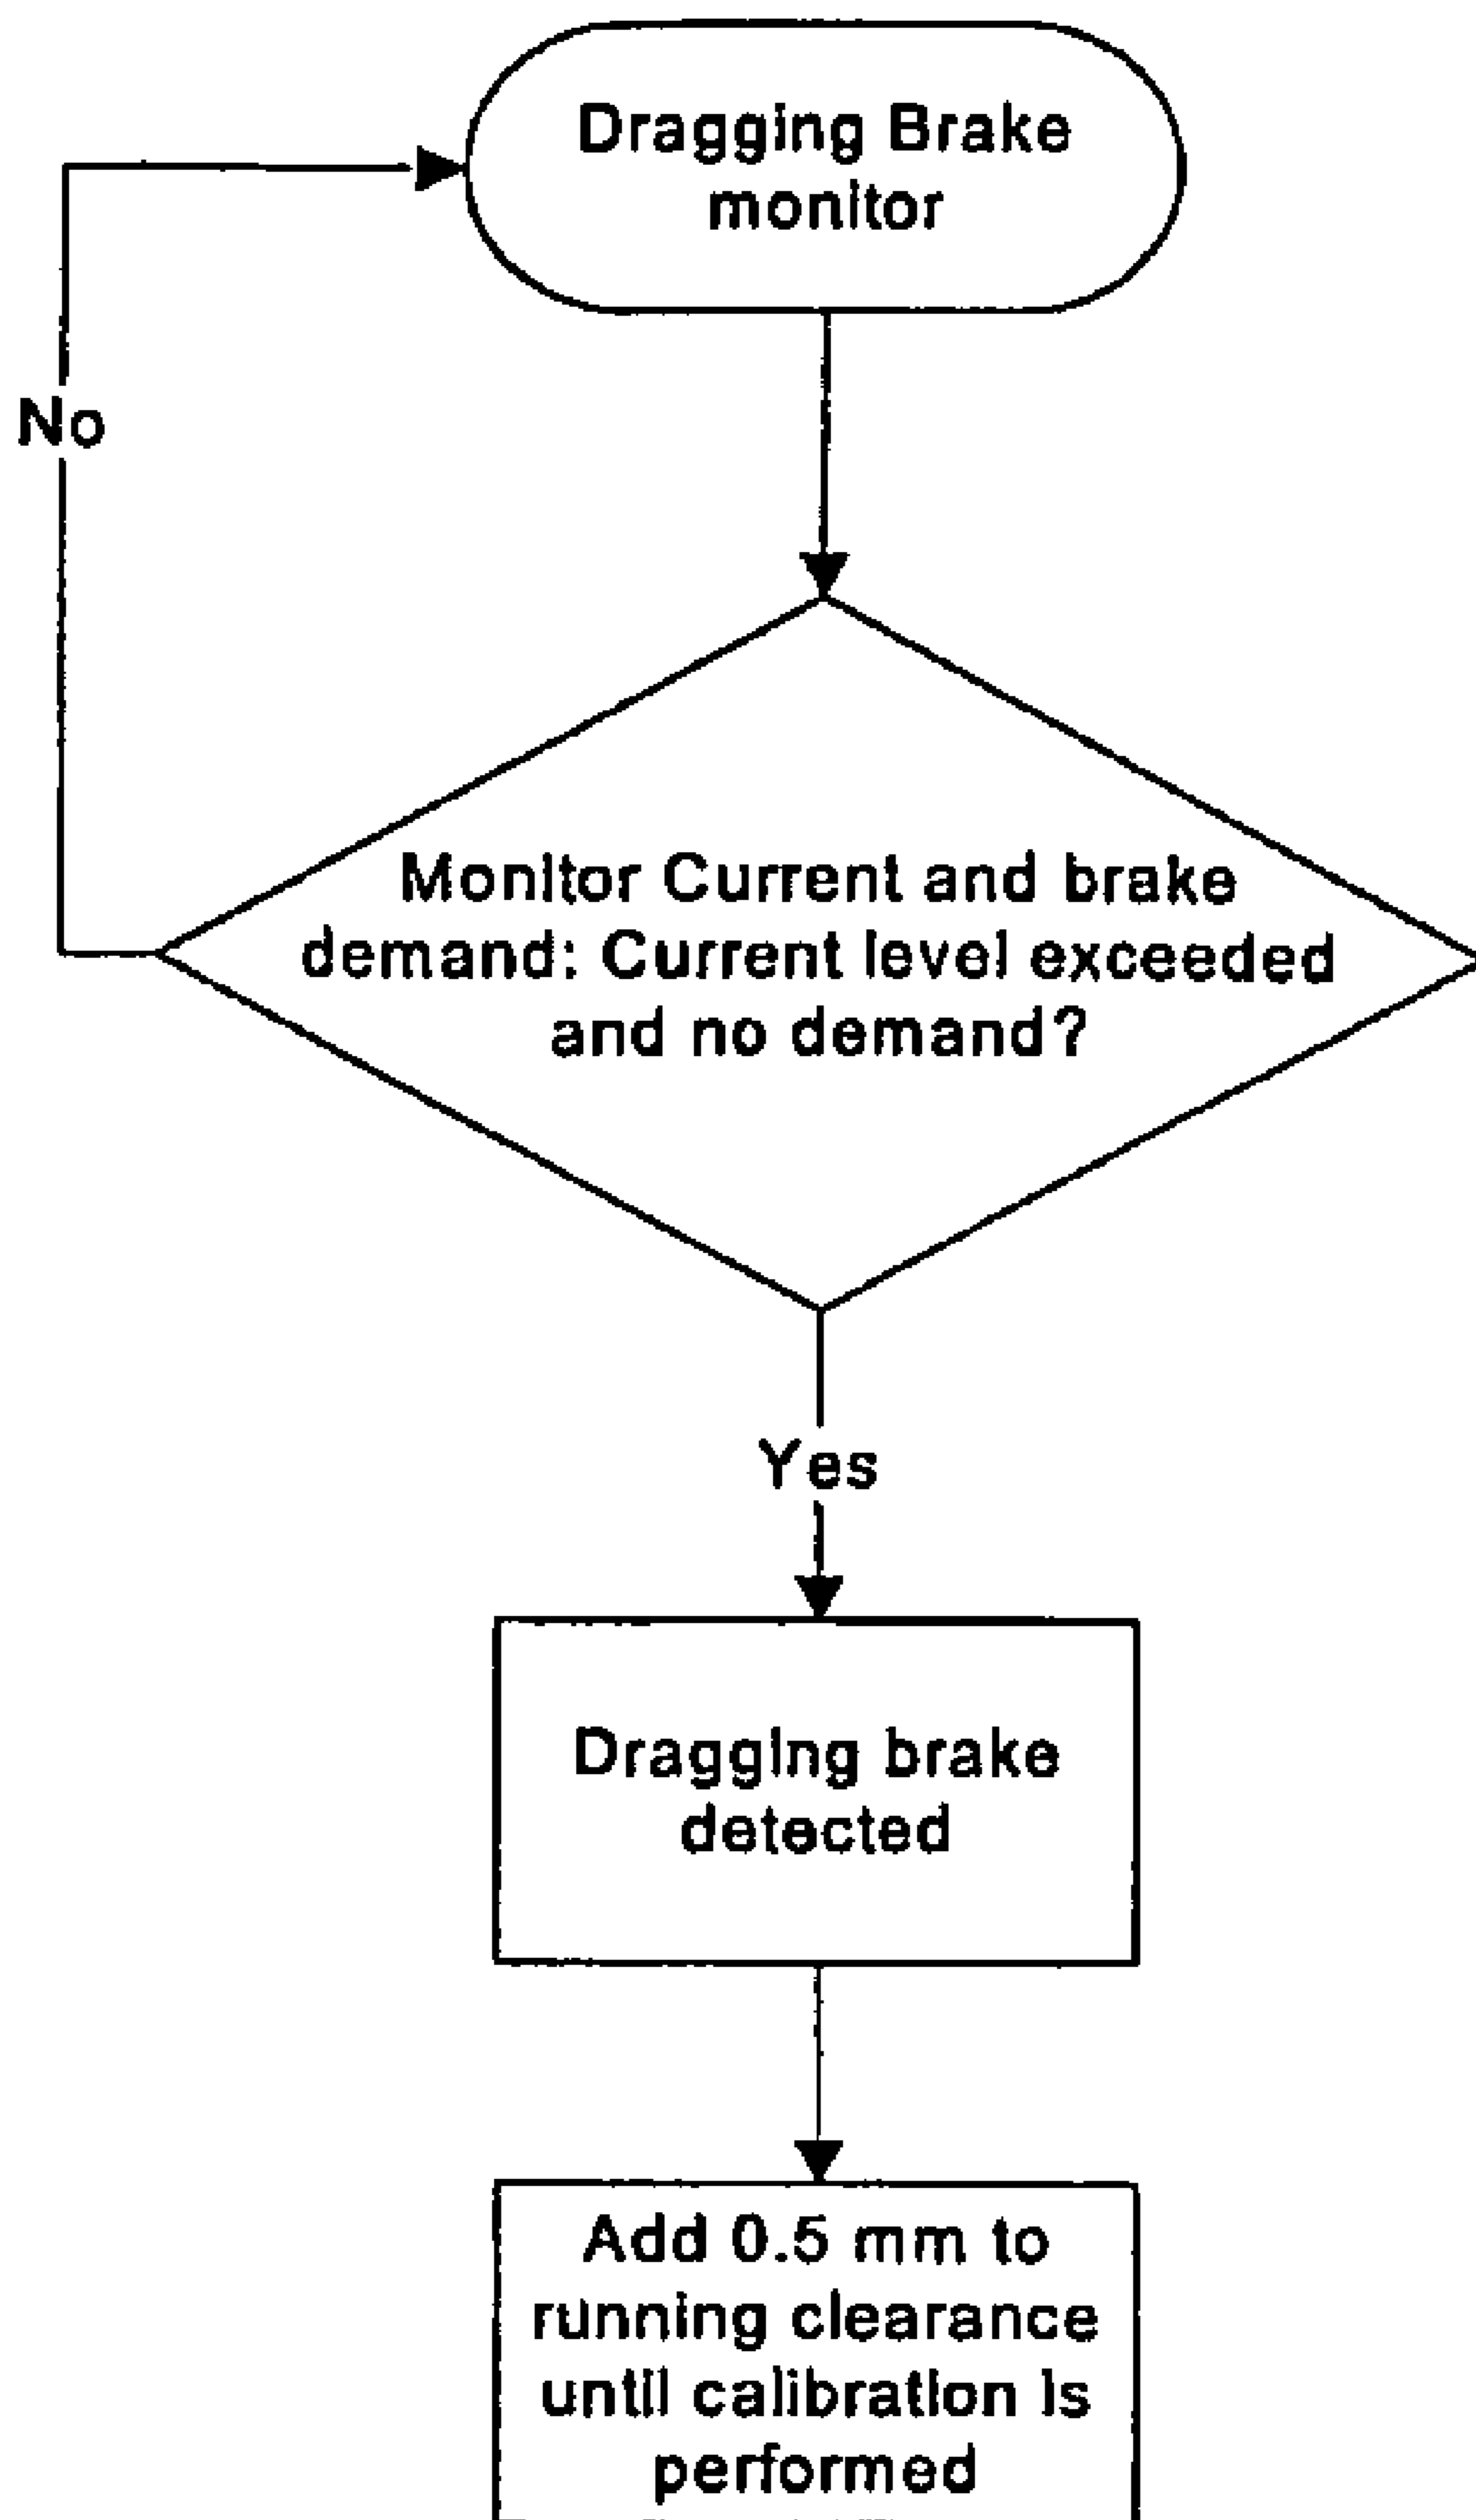 Dragging Brake
monitor
No
Monitor Current and brake
demand: Current level exceeded
and no demand?
Yes
Dragging brake
detected
Add 0.5 mm to
running clearance
until calibration is
performed